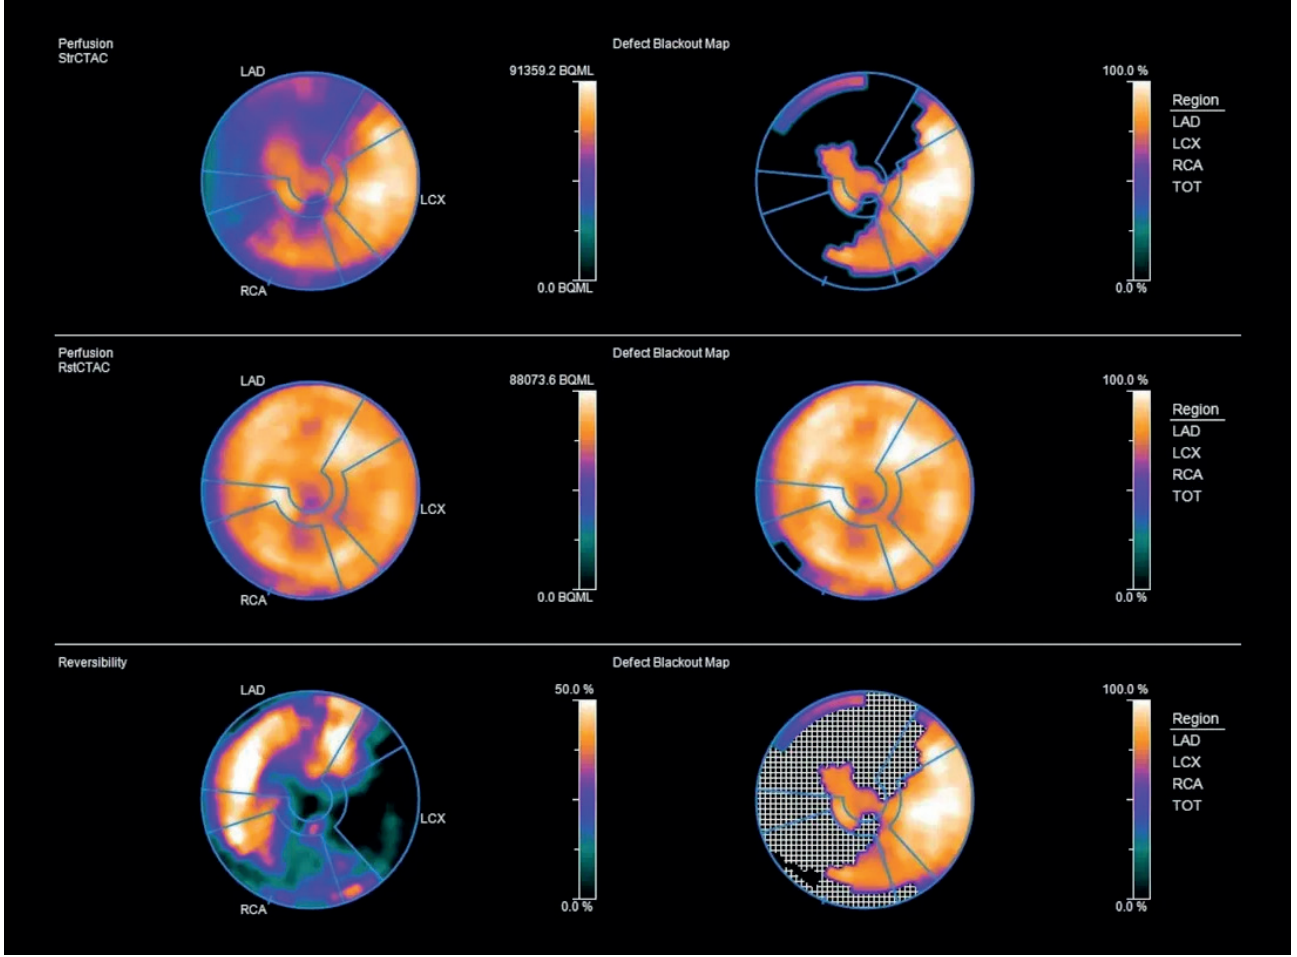 Perfusion
StrCTAC
Defect Blackout Map
LAD
91359.2 BQML
100.0 %
Region
LAD
LCX
RCA
TOT
LCX
RCA
0.0 BQML
0.0 %
Perfusion
RstCTAC
Defect Blackout Map
LAD
88073.6 BQML
100.0 %
Region
LAD
LCX
RCA
TOT
LCX
RCA
0.0 BQML
0.0 %
Reversibility
Defect Blackout Map
LAD
50.0 %
100.0 %
Region
LAD
LCX
RCA
TOT
LCX
RCA
0.0 %
0.0 %